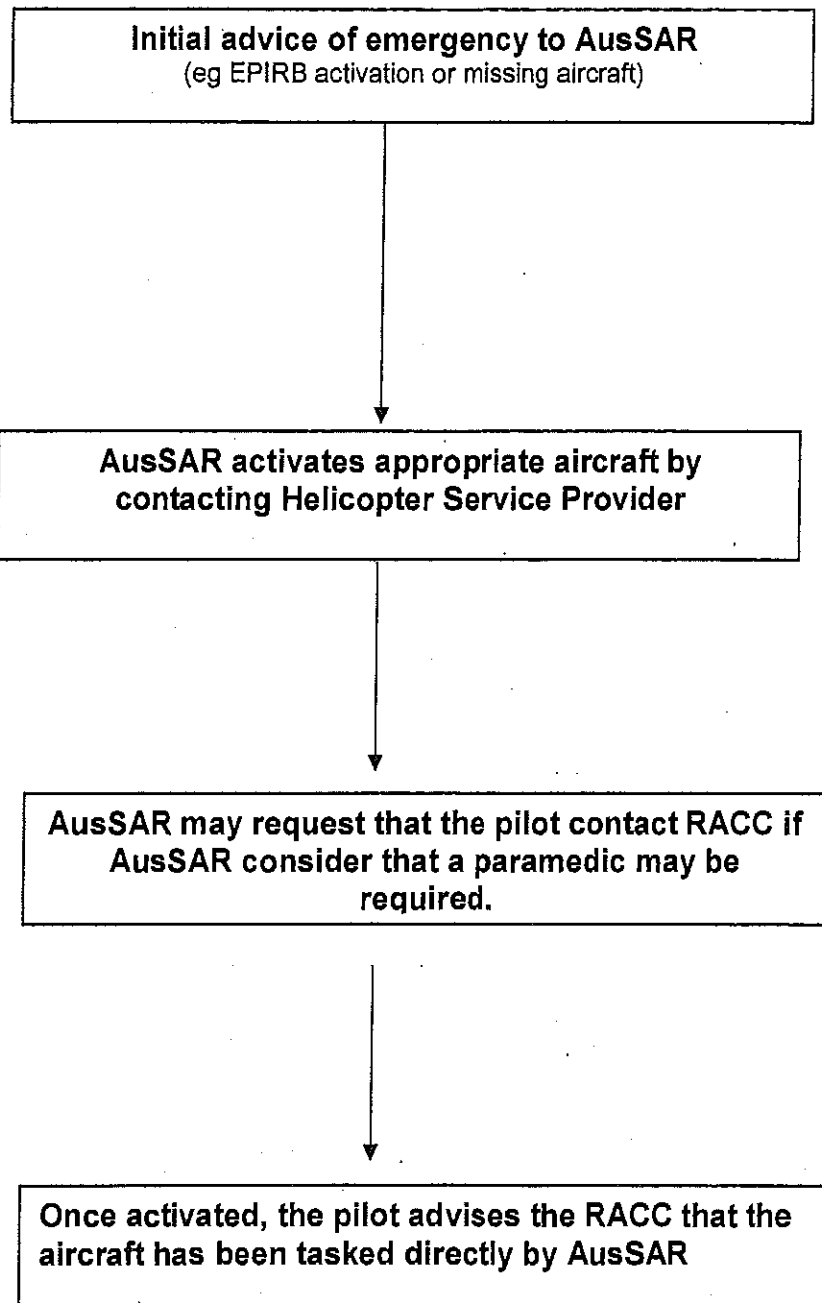 Initial advice of emergency to AusSAR
(eg EPIRB activation or missing aircraft)
AusSAR activates appropriate aircraft by
contacting Helicopter Service Provider
AusSAR may request that the pilot contact RACC if
AusSAR consider that a paramedic may be
required.
Once activated, the pilot advises the RACC that the
aircraft has been tasked directly by AusSAR